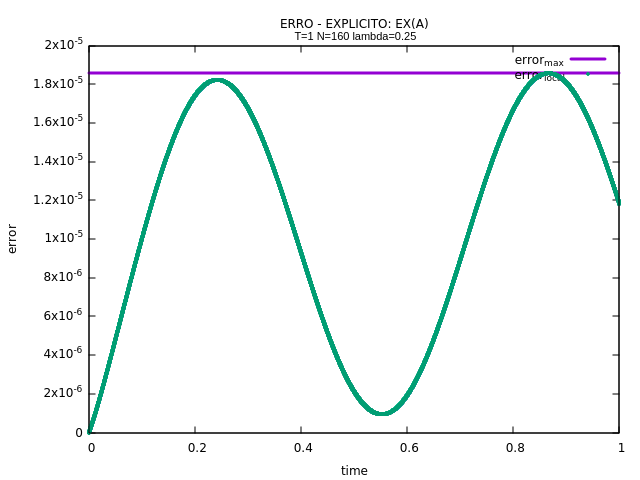 ERRO - EXPLICITO: EX(A)
T=1 N=160 lambda=0.25
error_max
error_local
2x10^-5
1.8x10^-5
1.6x10^-5
1.4x10^-5
1.2x10^-5
1x10^-5
8x10^-6
6x10^-6
4x10^-6
2x10^-6
0
error
0 0.2 0.4 0.6 0.8 1
time